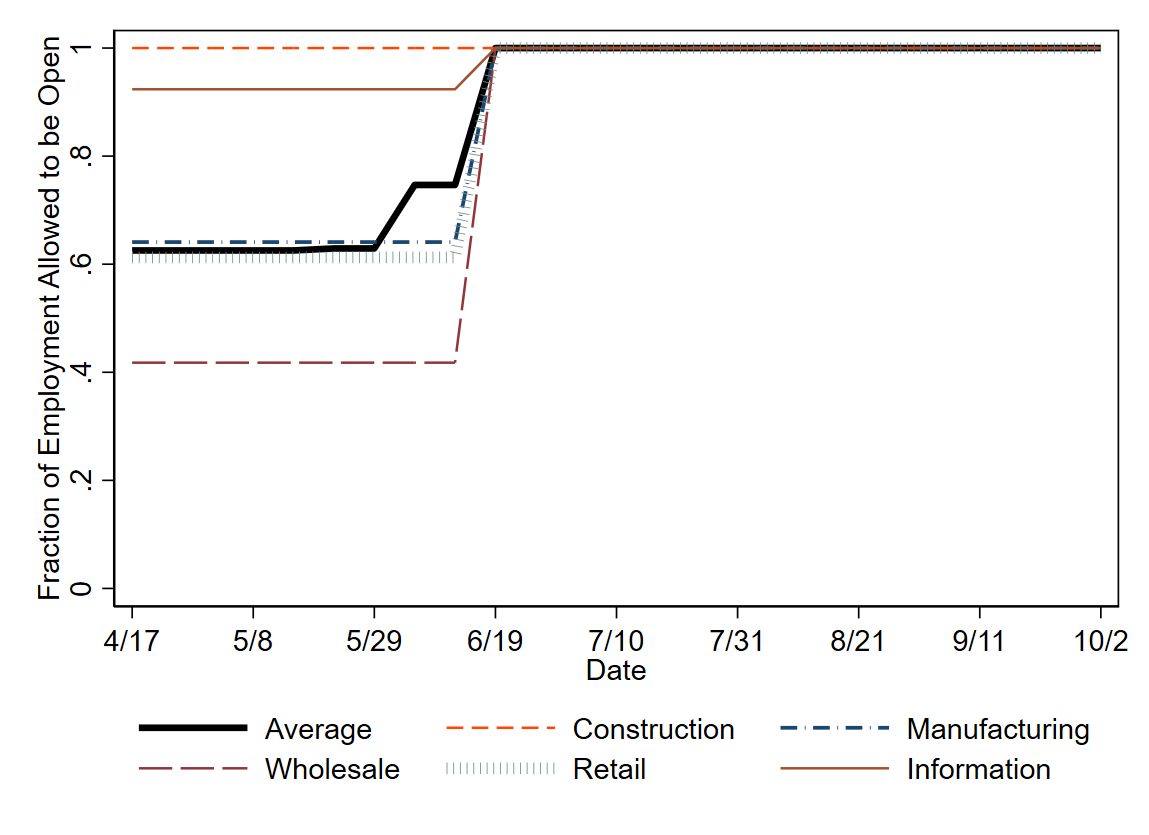 Fraction of Employment Allowed to be Open
1
.8
.6
.4
.2
0
4/17 5/8 5/29 6/19 7/10 7/31 8/21 9/11 10/2
Date
Average Construction Manufacturing
Wholesale Retail Information